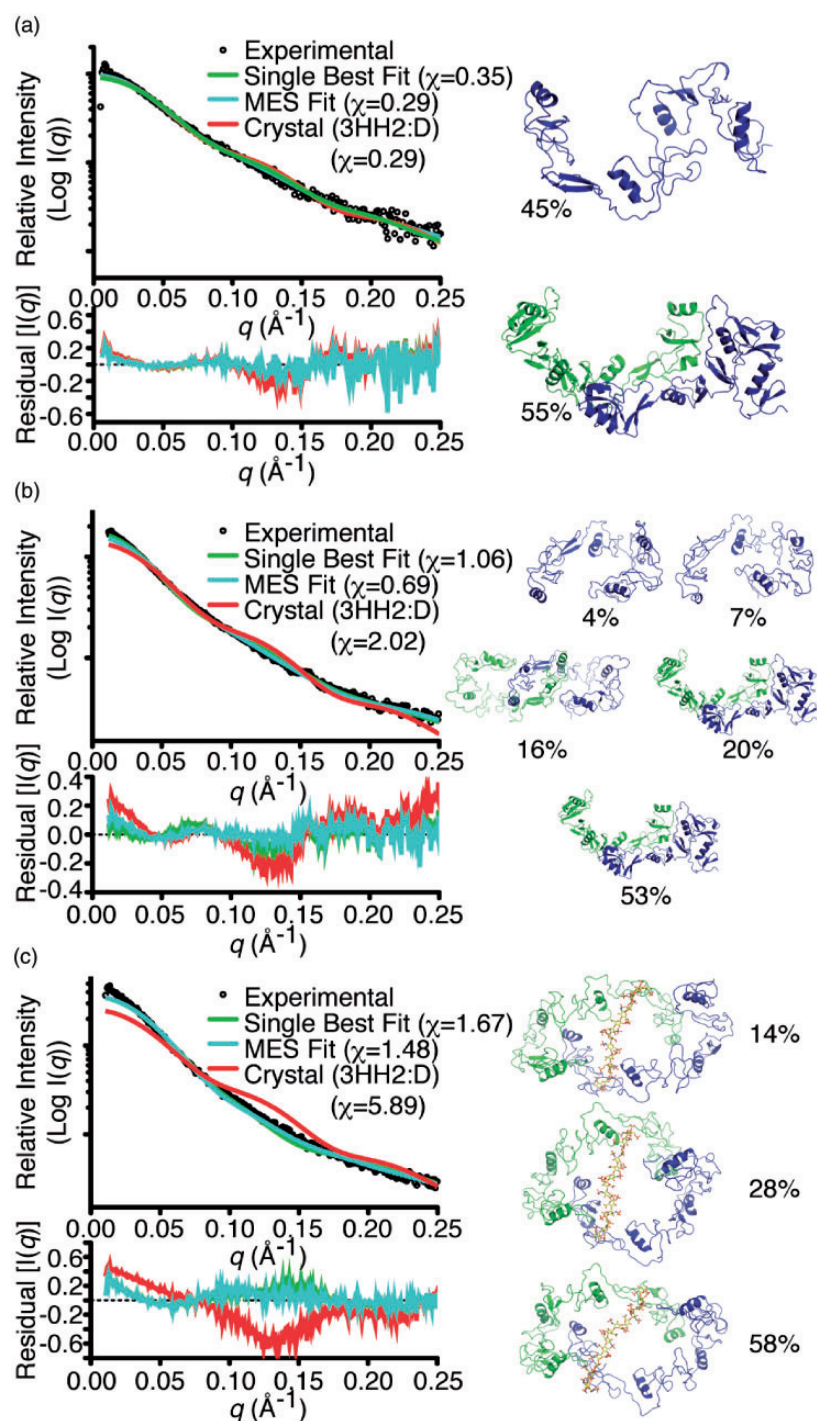 (a)
Experimental
Single Best Fit (χ=0.35)
MES Fit (χ=0.29)
Crystal (3HH2:D)
(χ=0.29)
Relative Intensity
(Log I(q))
0.00 0.05 0.10 0.15 0.20 0.25
q (Å-1)
45%
Residual [I(q)]
0.6
0.2
-0.2
-0.6
0.00 0.05 0.10 0.15 0.20 0.25
q (Å-1)
55%
(b)
Experimental
Single Best Fit (χ=1.06)
MES Fit (χ=0.69)
Crystal (3HH2:D)
(χ=2.02)
Relative Intensity
(Log I(q))
0.00 0.05 0.10 0.15 0.20 0.25
q (Å-1)
4% 7%
16% 20%
Residual [I(q)]
0.4
0.2
0.0
-0.2
0.4
0.00 0.05 0.10 0.15 0.20 0.25
q (Å-1)
53%
(c)
Experimental
Single Best Fit (χ=1.67)
MES Fit (χ=1.48)
Crystal (3HH2:D)
(χ=5.89)
Relative Intensity
(Log I(q))
0.00 0.05 0.10 0.15 0.20 0.25
q (Å-1)
14%
28%
Residual [I(q)]
0.6
0.2
-0.2
-0.6
0.00 0.05 0.10 0.15 0.20 0.25
q (Å-1)
58%